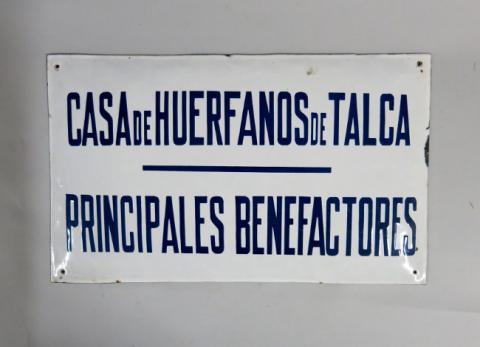 CASA DE HUERFANOS DE TALCA
PRINCIPALES BENEFACTORES